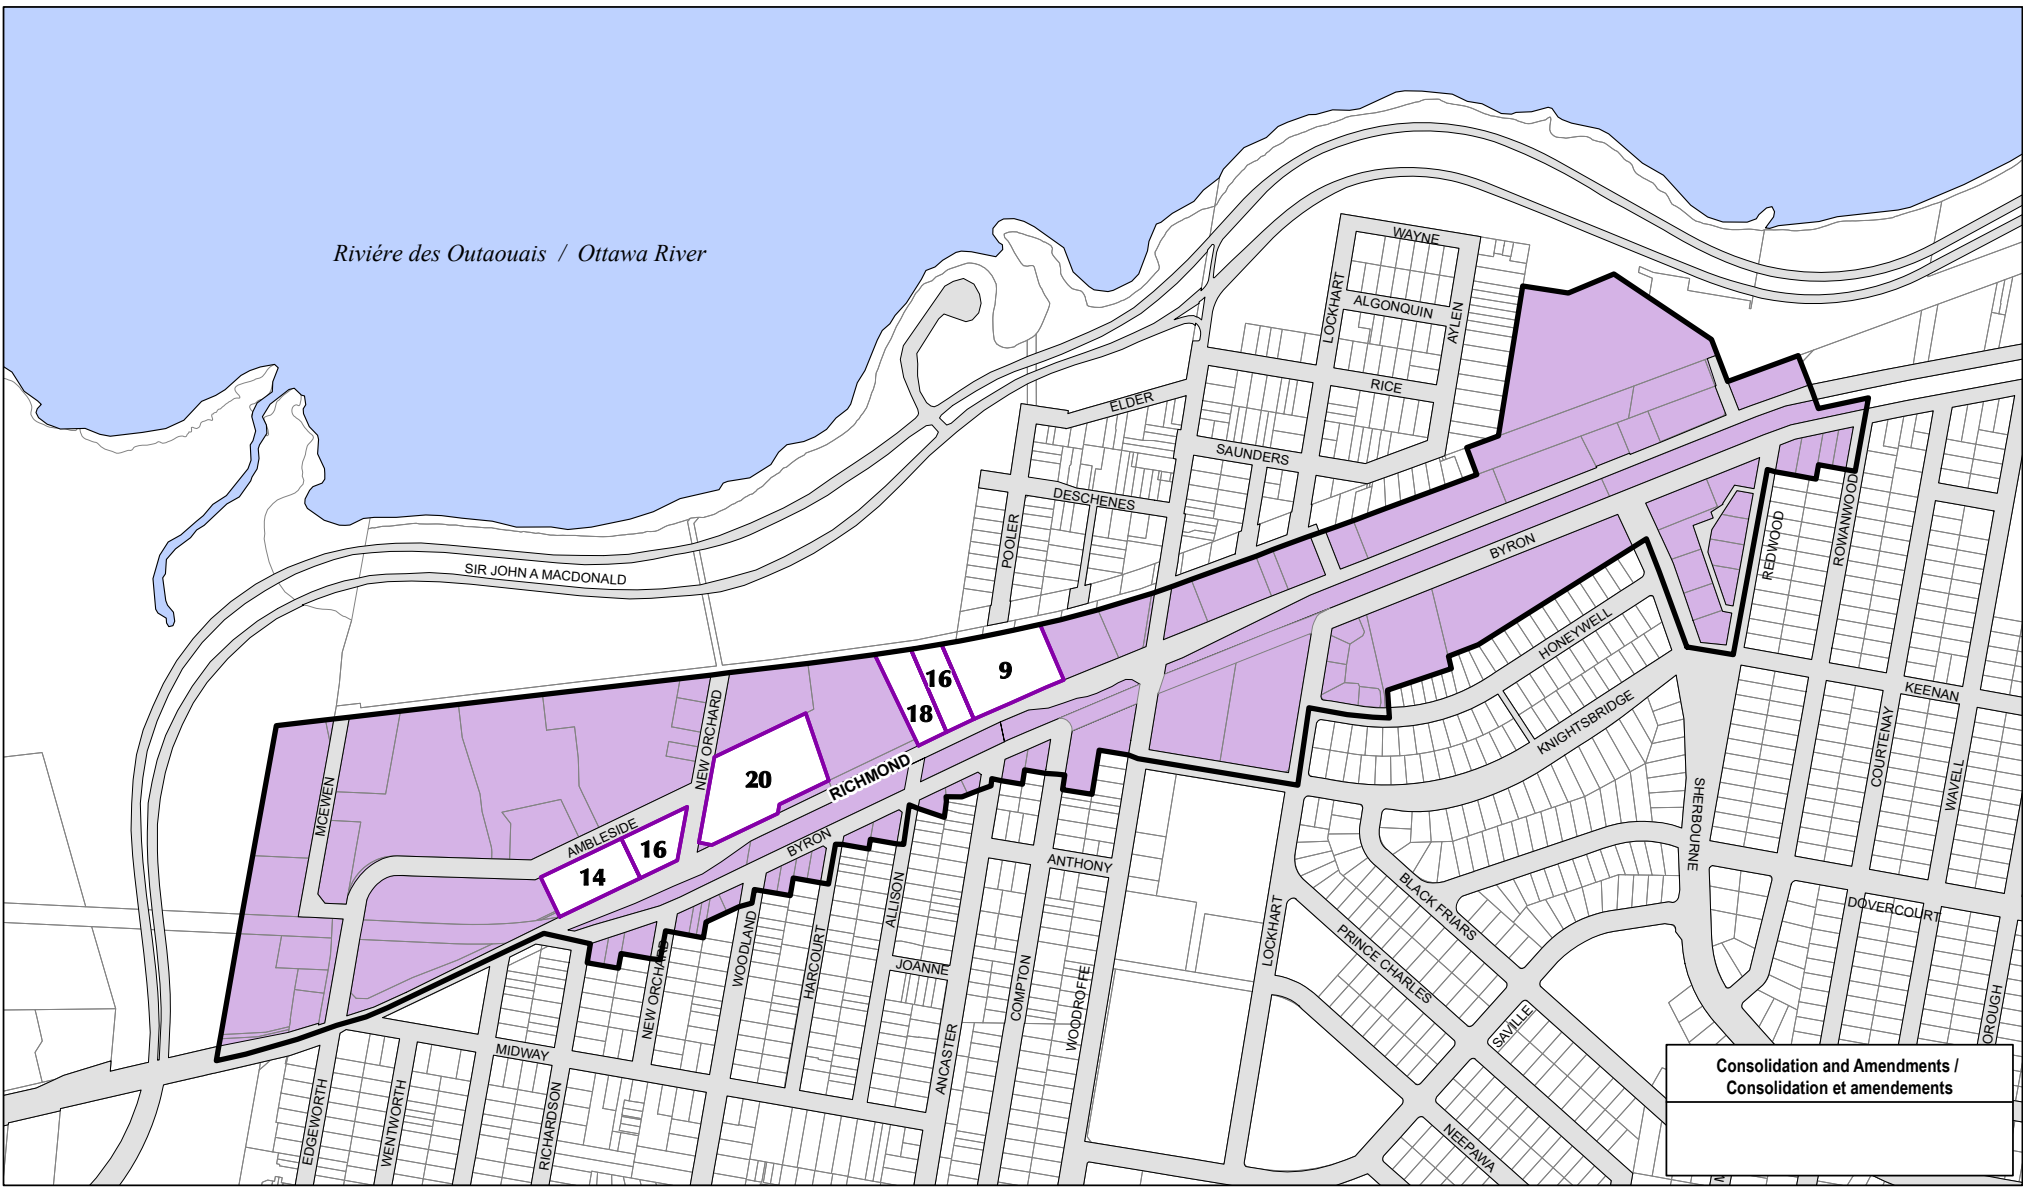 WAYNE
Riviére des Outaouais / Ottawa River
LOCKHART
ALGONQUIN
AYLEN
RICE
ELDER
SAUNDERS
DESCHENES
POOLER
BYRON
REDWOOD
ROWANWOOD
SIR JOHN A MACDONALD
HONEYWELL
9
16
18
KEENAN
KNIGHTSBRIDGE
NEW ORCHARD
COURTENAY
20
RICHMOND
WAVELL
MCEWEN
AMBLESIDE
SHERBOURNE
BYRON
16
14
ANTHONY
ALLISON
BLACK FRIARS
DOVERCOURT
LOCKHART
WOODLAND
HARCOURT
NEW ORCHARD
JOANNE
COMPTON
WOODROFFE
PRINCE CHARLES
SAVILLE
OROUGH
MIDWAY
ANCASTER
EDGEWORTH
WENTWORTH
RICHARDSON
NEEPAWA
Consolidation and Amendments /
Consolidation et amendements